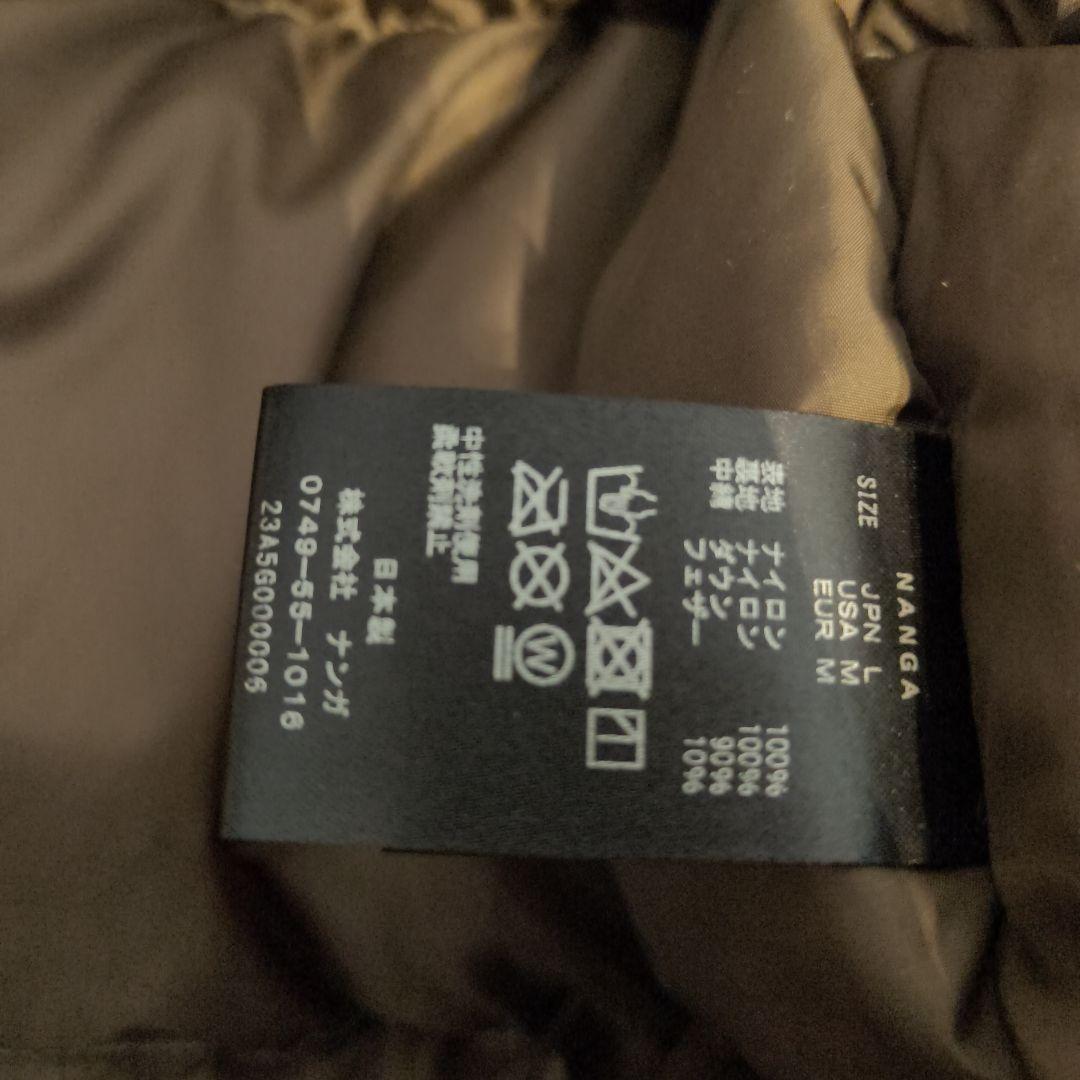 NANGA
SIZE
JPN L
USA M
EUR M
表地 ナイロン 100%
裏地 ナイロン 100%
中綿 ダウン 90%
フェザー 10%
W
中性洗剤使用
柔軟剤禁止
日本製
株式会社 ナンガ
0749-55-1016
23A5G000006